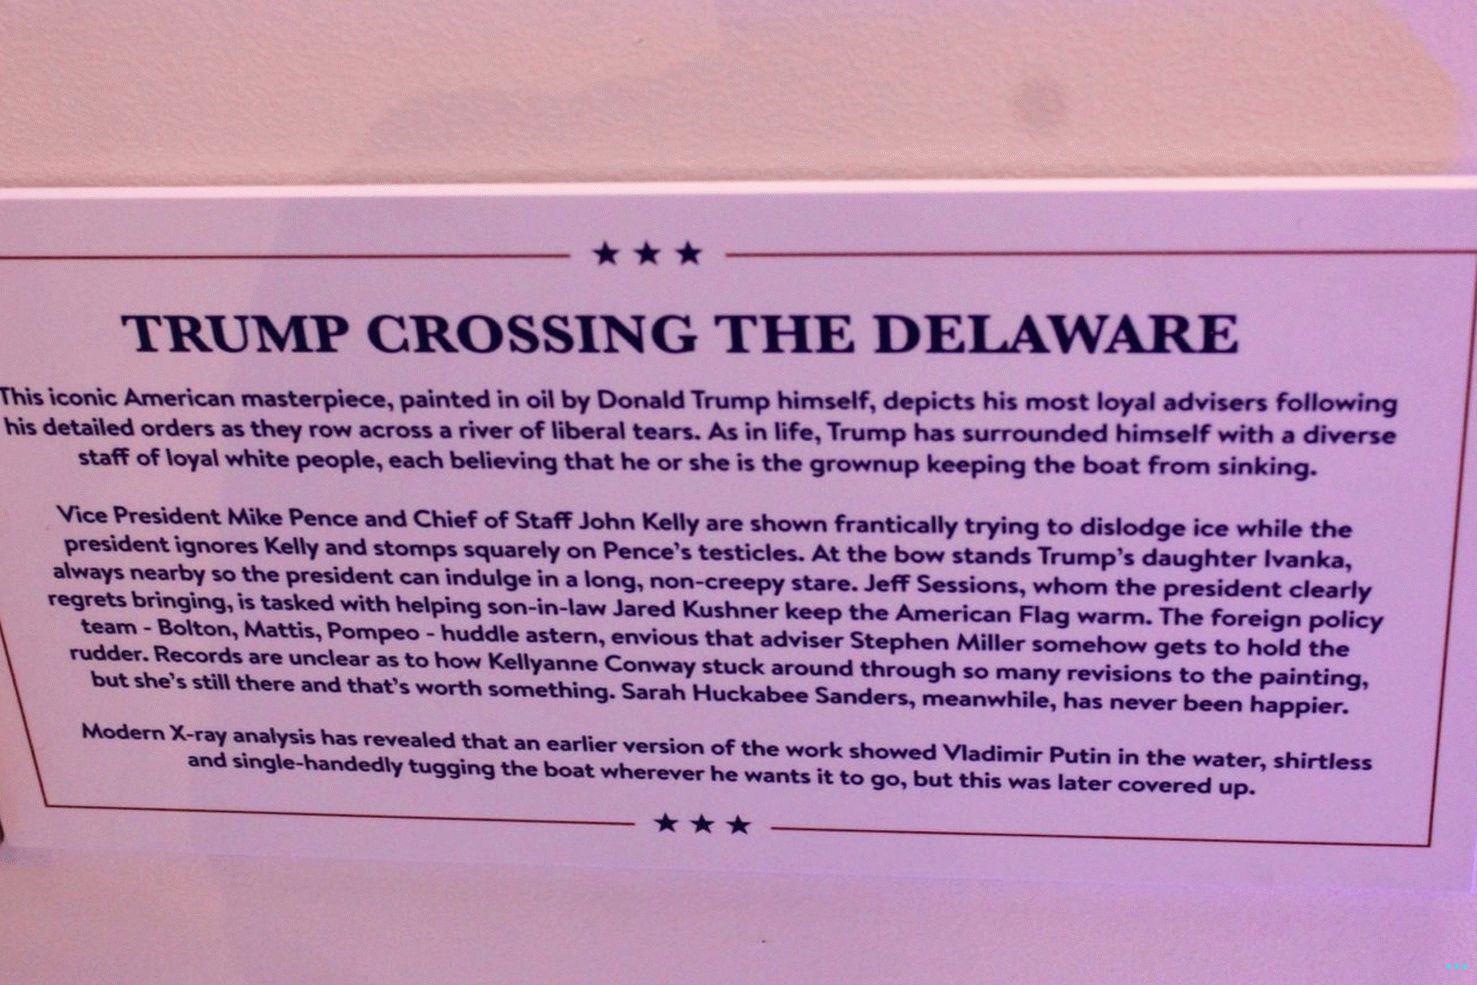 TRUMP CROSSING THE DELAWARE
This iconic American masterpiece, painted in oil by Donald Trump himself, depicts his most loyal advisers following
his detailed orders as they row across a river of liberal tears. As in life, Trump has surrounded himself with a diverse
staff of loyal white people, each believing that he or she is the grownup keeping the boat from sinking.
Vice President Mike Pence and Chief of Staff John Kelly are shown frantically trying to dislodge ice while the
president ignores Kelly and stomps squarely on Pence's testicles. At the bow stands Trump's daughter Ivanka,
always nearby so the president can indulge in a long, non-creepy stare. Jeff Sessions, whom the president clearly
regrets bringing, is tasked with helping son-in-law Jared Kushner keep the American Flag warm. The foreign policy
team - Bolton, Mattis, Pompeo - huddle astern, envious that adviser Stephen Miller somehow gets to hold the
rudder. Records are unclear as to how Kellyanne Conway stuck around through so many revisions to the painting,
but she's still there and that's worth something. Sarah Huckabee Sanders, meanwhile, has never been happier.
Modern X-ray analysis has revealed that an earlier version of the work showed Vladimir Putin in the water, shirtless
and single-handedly tugging the boat wherever he wants it to go, but this was later covered up.